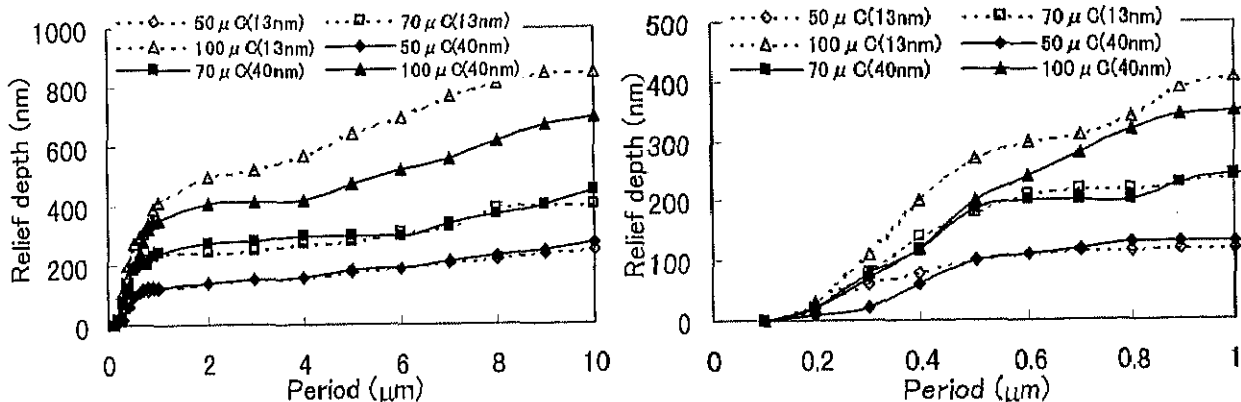 50 μ C(13nm)
70 μ C(13nm)
100 μ C(13nm)
50 μ C(40nm)
70 μ C(40nm)
100 μ C(40nm)
Relief depth (nm)
1000
800
600
400
200
0
0
2
4
6
8
10
Period (μm)
50 μ C(13nm)
70 μ C(13nm)
100 μ C(13nm)
50 μ C(40nm)
70 μ C(40nm)
100 μ C(40nm)
Relief depth (nm)
500
400
300
200
100
0
0
0.2
0.4
0.6
0.8
1
Period (μm)